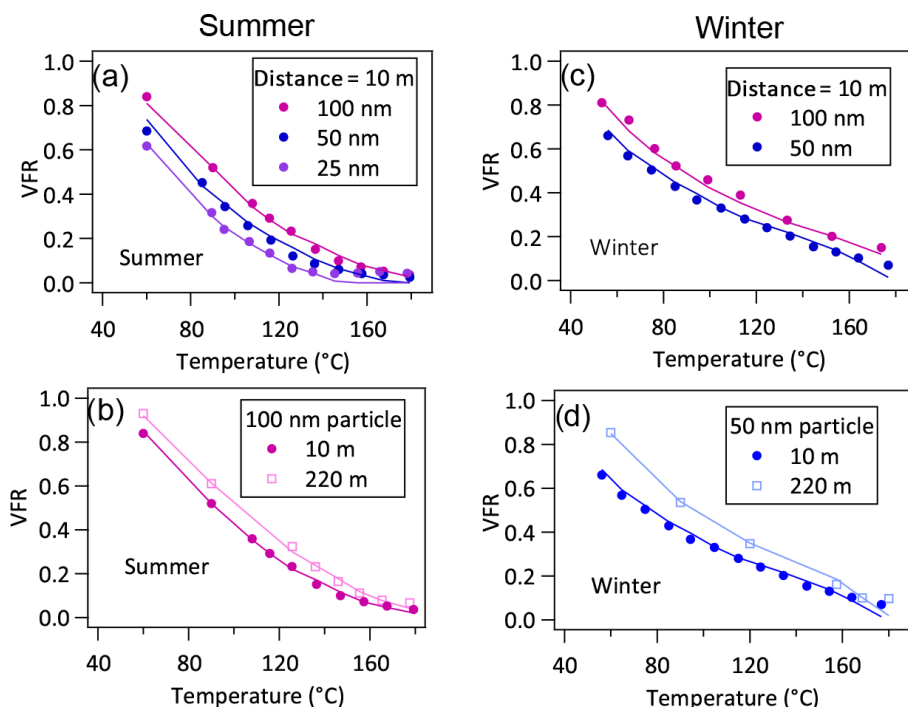 Summer
Winter
(a)
Distance = 10 m
100 nm
50 nm
25 nm
Summer
VFR
1.0
0.8
0.6
0.4
0.2
0.0
40
80
120
160
Temperature (°C)
(c)
Distance = 10 m
100 nm
50 nm
Winter
VFR
1.0
0.8
0.6
0.4
0.2
0.0
40
80
120
160
Temperature (°C)
(b)
100 nm particle
10 m
220 m
Summer
VFR
1.0
0.8
0.6
0.4
0.2
0.0
40
80
120
160
Temperature (°C)
(d)
50 nm particle
10 m
220 m
Winter
VFR
1.0
0.8
0.6
0.4
0.2
0.0
40
80
120
160
Temperature (°C)